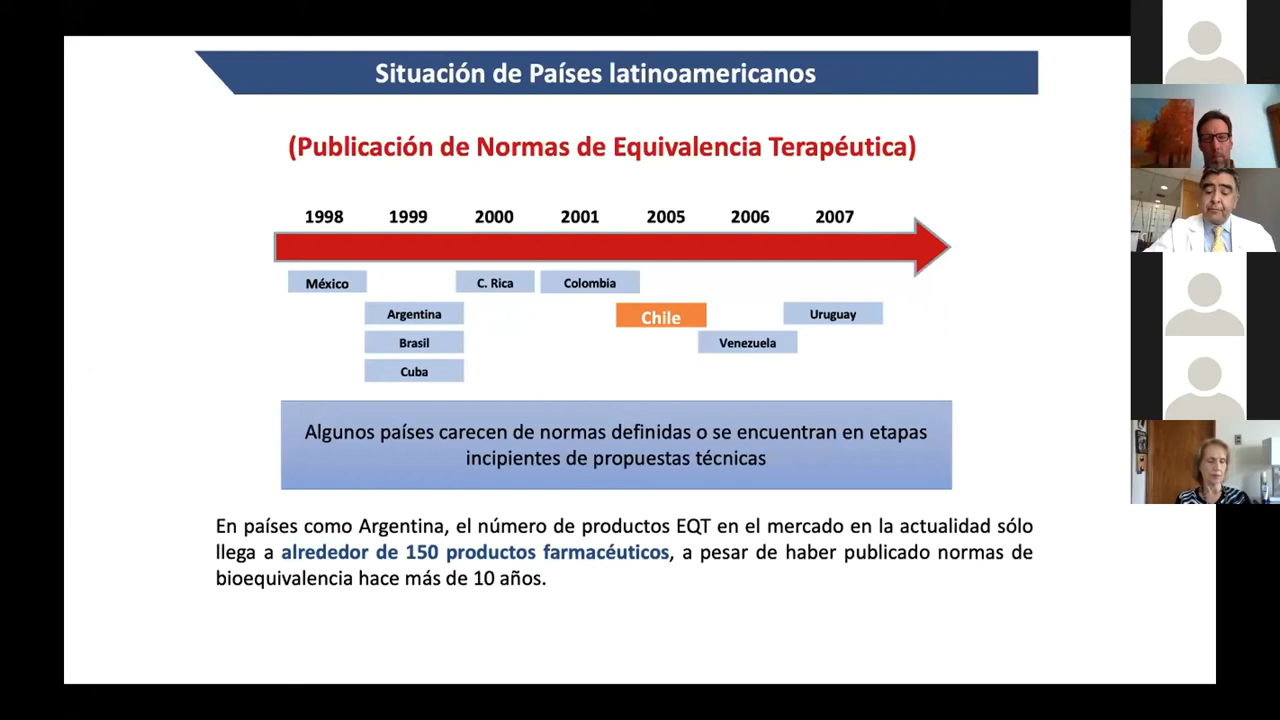 Situación de Países latinoamericanos
(Publicación de Normas de Equivalencia Terapéutica)
1998 1999 2000 2001 2005 2006 2007
México C. Rica Colombia
Argentina Chile Uruguay
Brasil Venezuela
Cuba
Algunos países carecen de normas definidas o se encuentran en etapas
incipientes de propuestas técnicas
En países como Argentina, el número de productos EQT en el mercado en la actualidad sólo
llega a alrededor de 150 productos farmacéuticos, a pesar de haber publicado normas de
bioequivalencia hace más de 10 años.